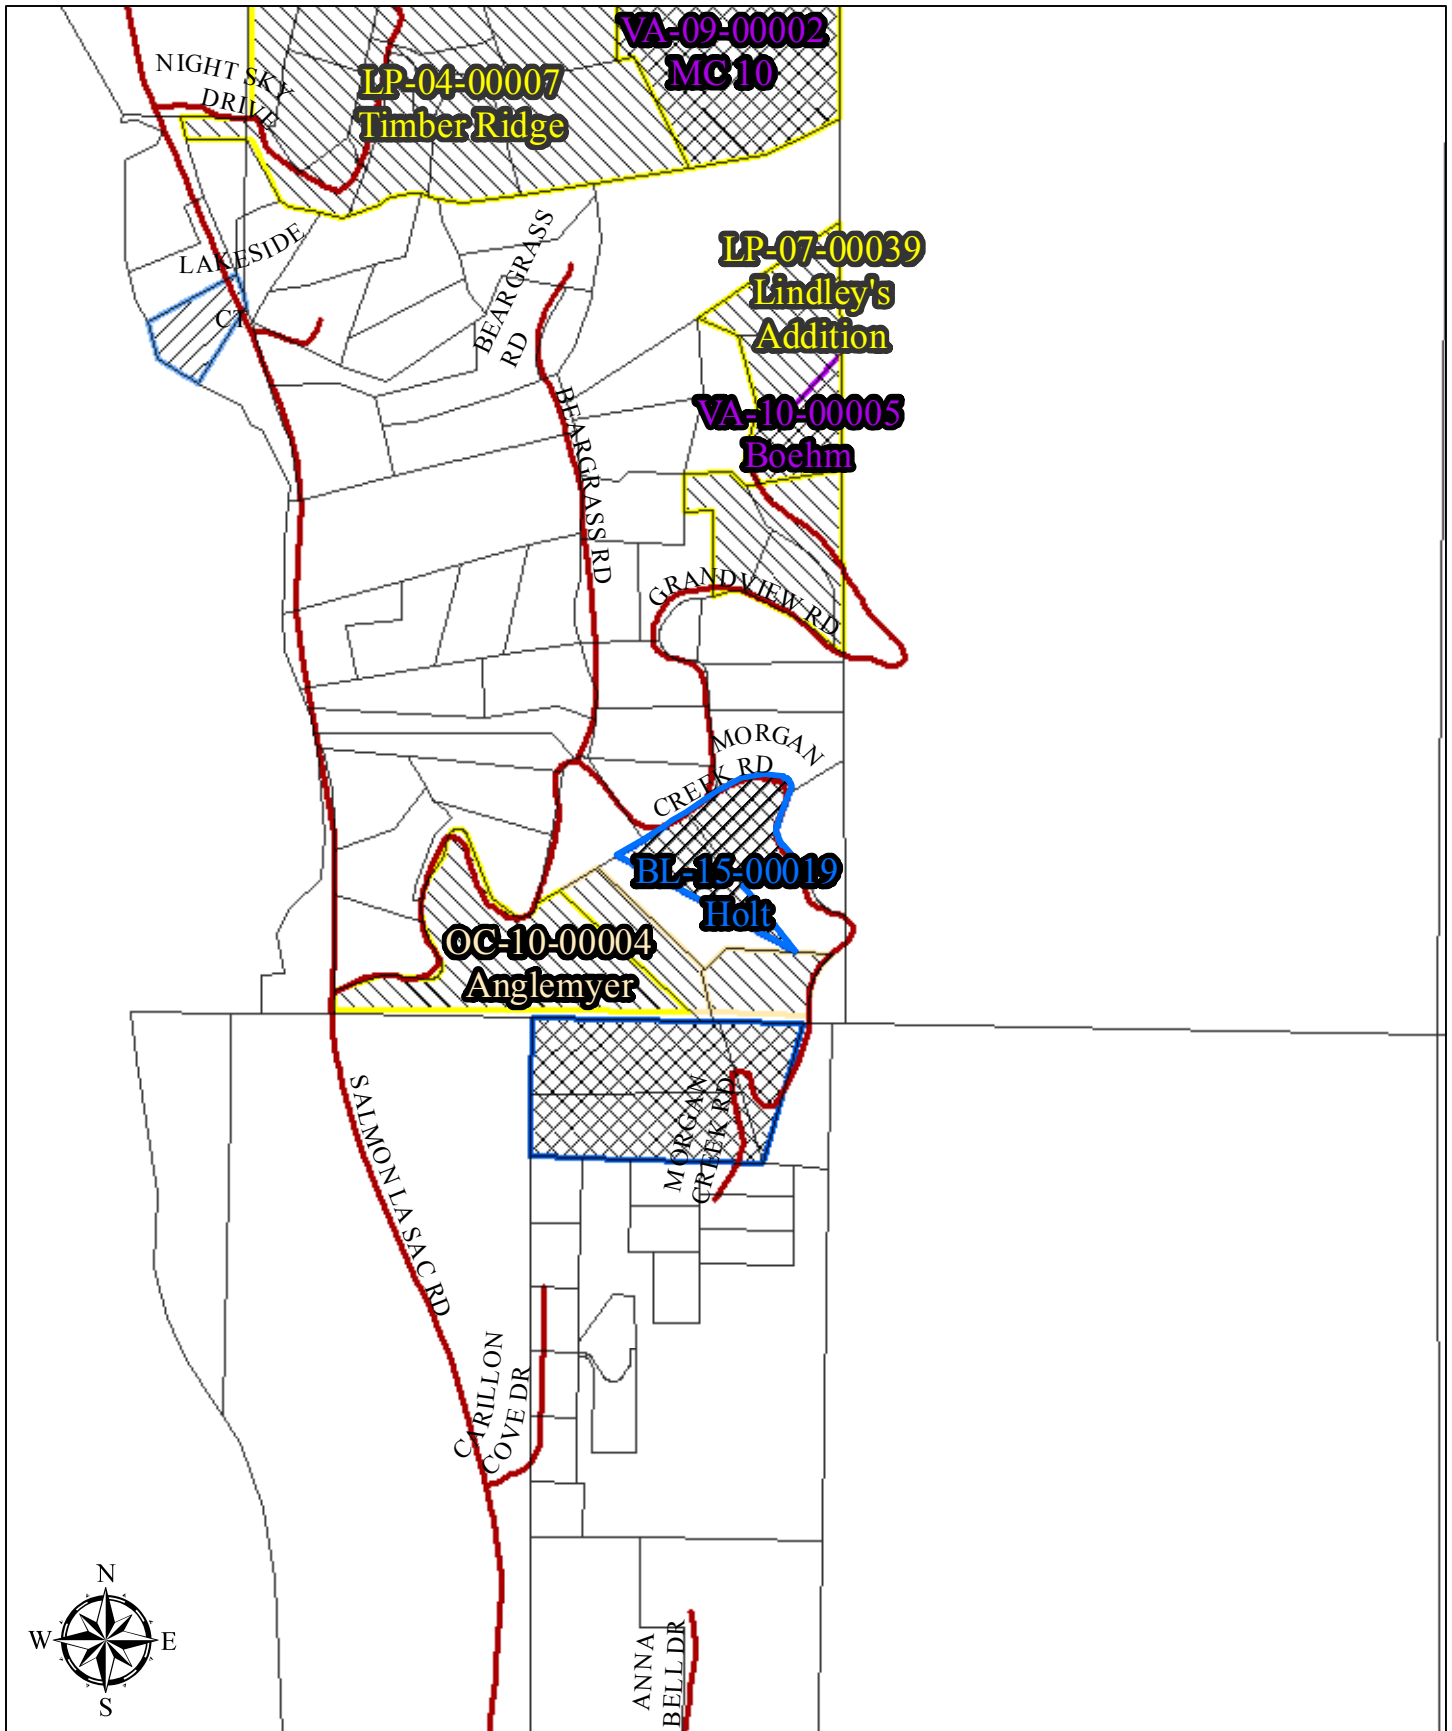 VA-09-00002
MC 10
NIGHT SKY
DRIVE
LP-04-00007
Timber Ridge
LAKESIDE
CT
BEARGRASS
RD
LP-07-00039
Lindley's
Addition
VA-10-00005
Boehm
BEARGRASS RD
GRANDVIEW RD
MORGAN
CREEK RD
BL-15-00019
Holt
OC-10-00004
Anglemyer
MORGAN
CREEK RD
SALMON LA SAC RD
CARILLON
COVE DR
ANNA
BELL DR
N
W
E
S